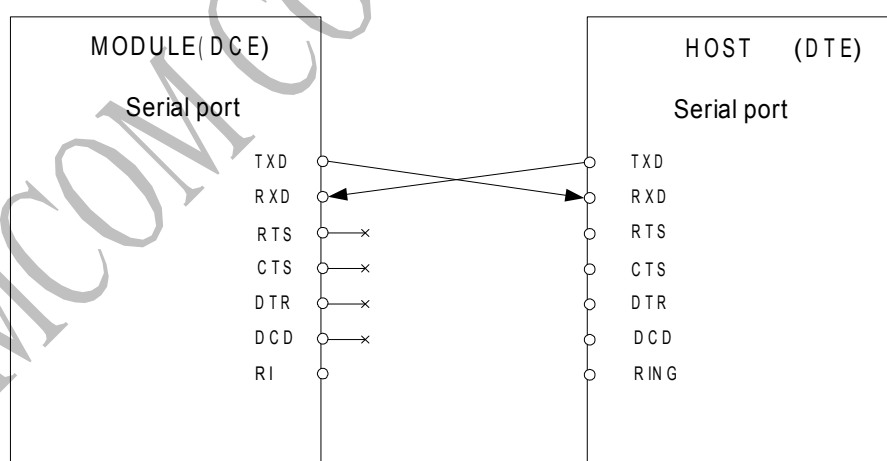 MODULE(DCE)
Serial port
TXD
RXD
RTS
CTS
DTR
DCD
RI
HOST (DTE)
Serial port
TXD
RXD
RTS
CTS
DTR
DCD
RING